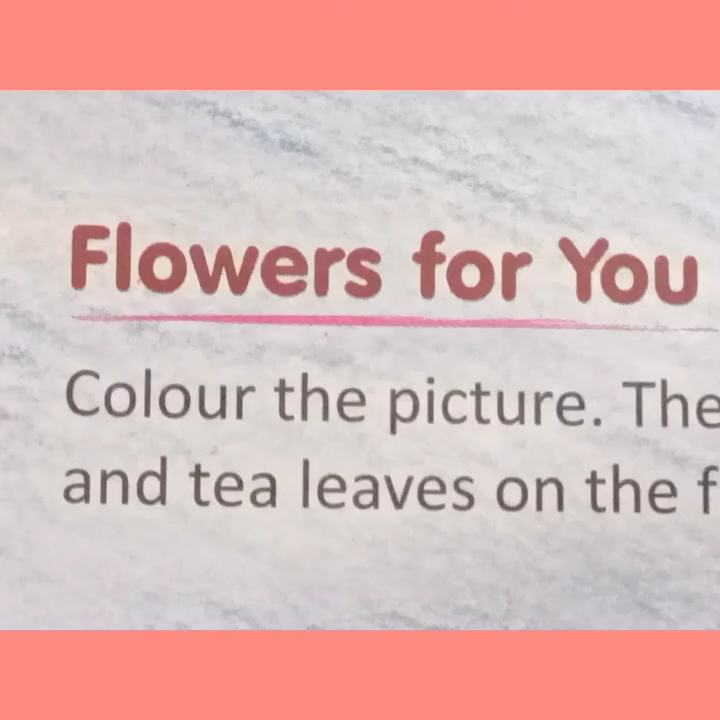 Flowers for You
Colour the picture. The
and tea leaves on the f